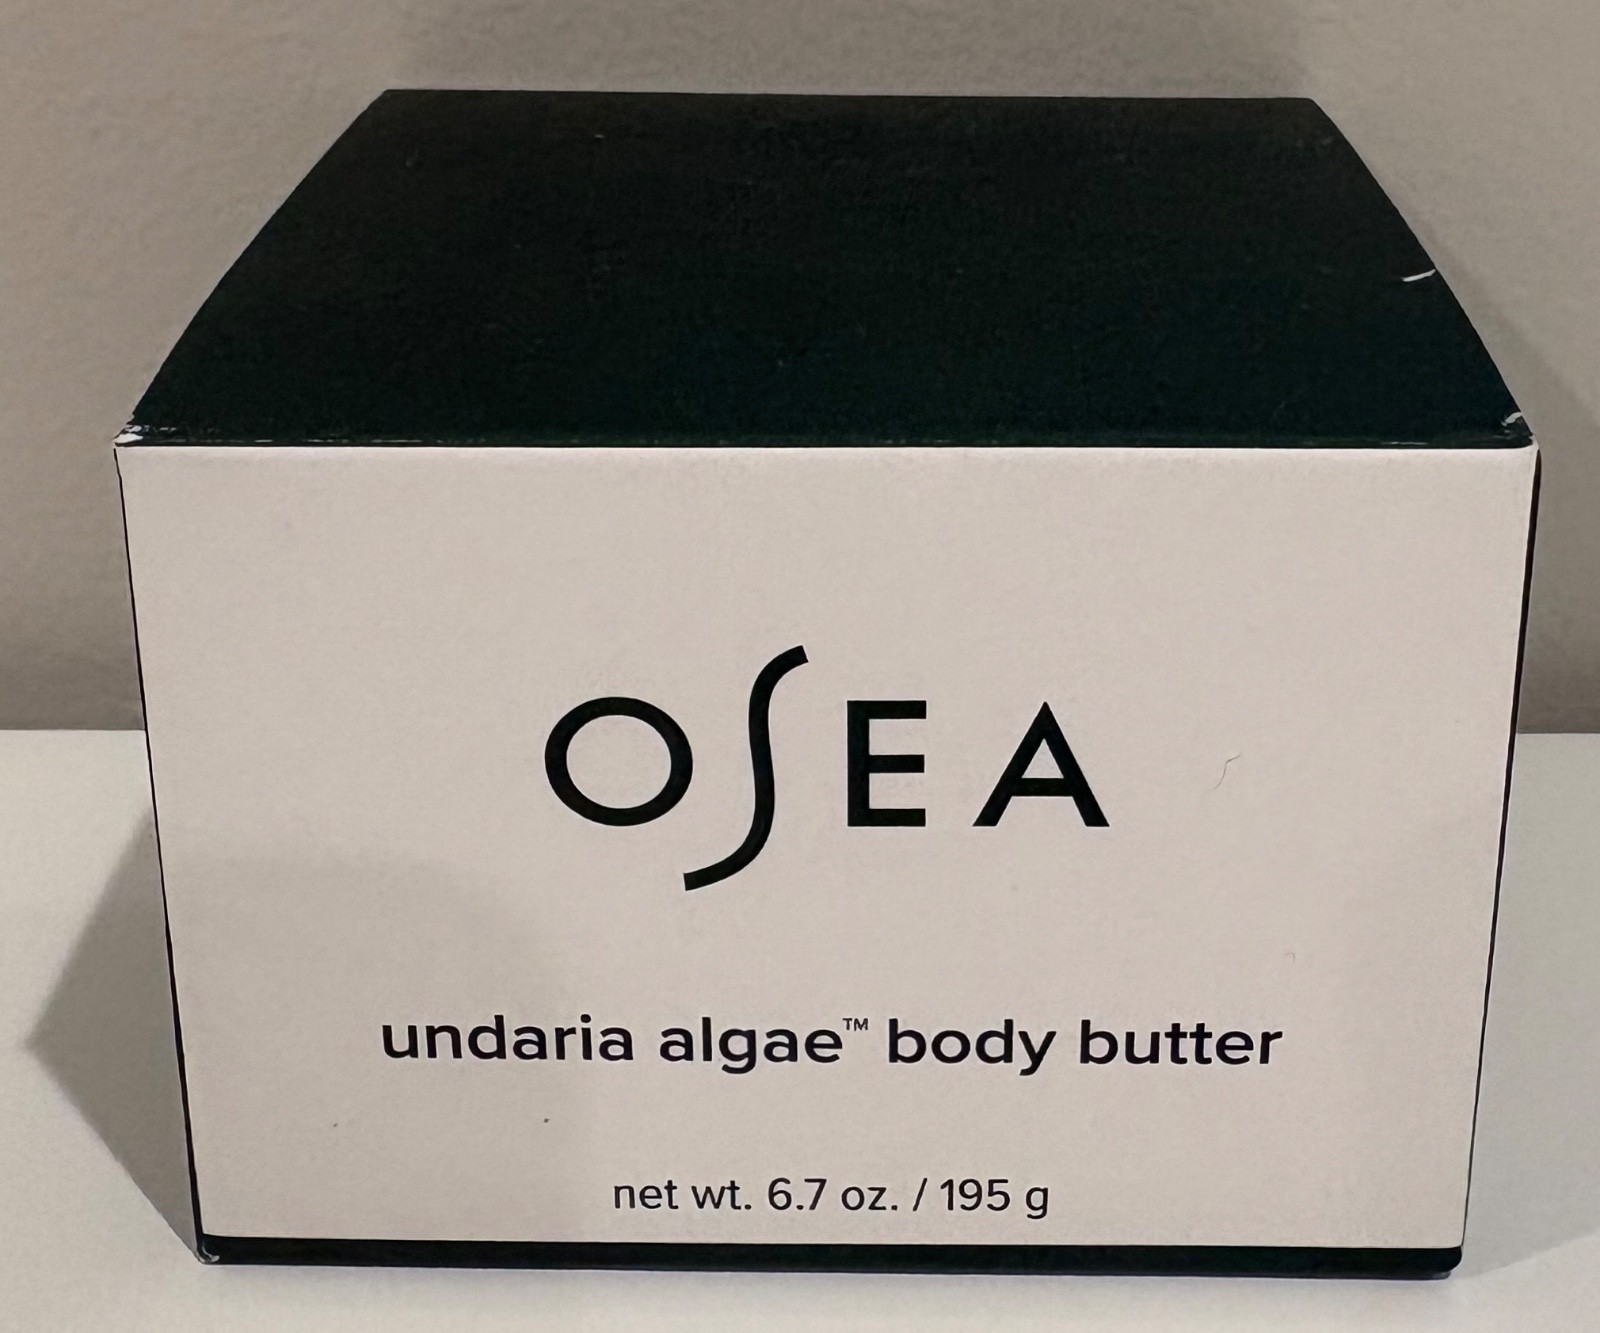 OSEA
undaria algae™ body butter
net wt. 6.7 oz. / 195 g